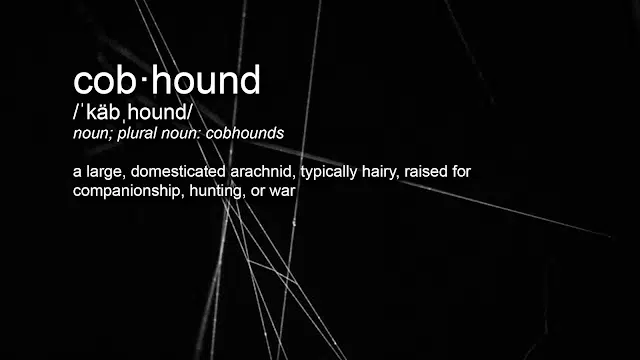 cob·hound
/ˈkäbˌhound/
noun; plural noun: cobhounds
a large, domesticated arachnid, typically hairy, raised for
companionship, hunting, or war